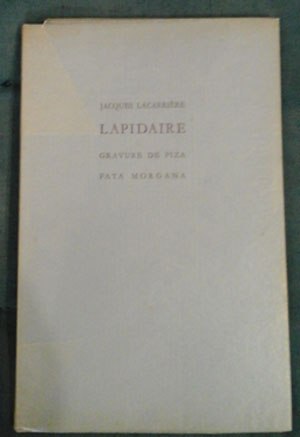 JACQUES LACARRIÈRE
LAPIDAIRE
GRAVURE DE PIZA
FATA MORGANA